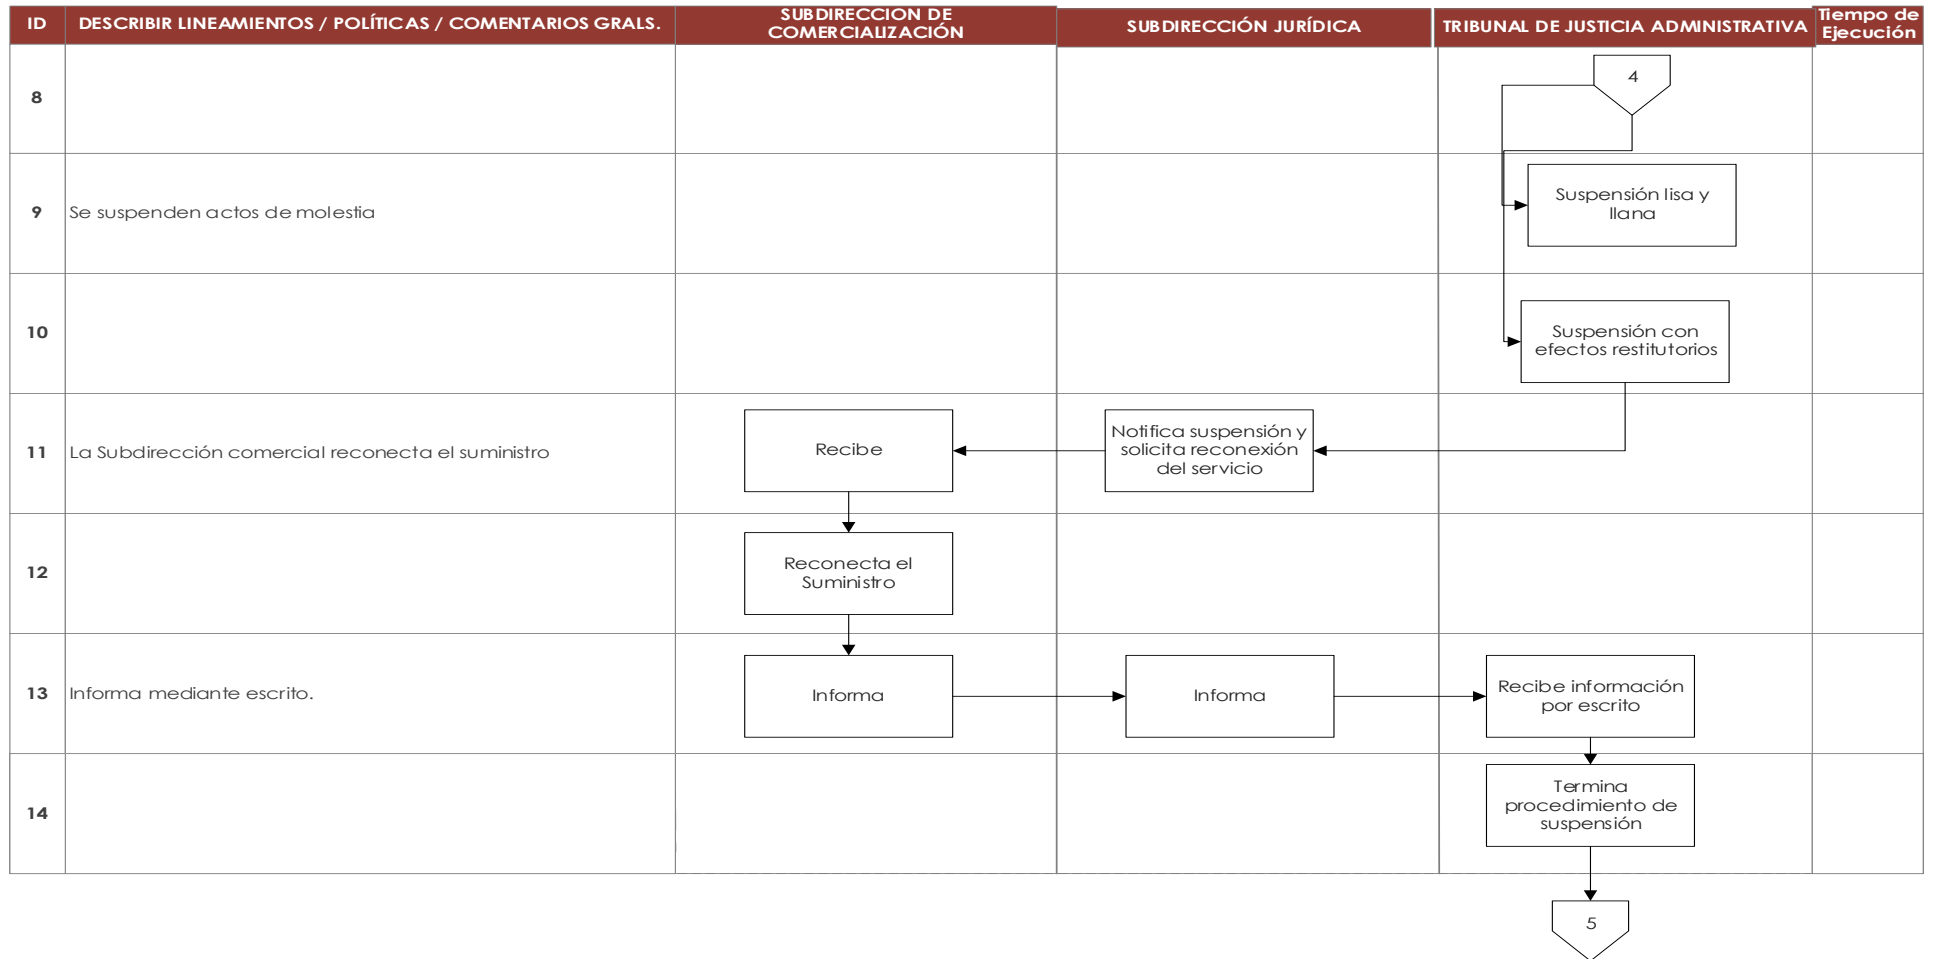 ID
DESCRIBIR LINEAMIENTOS / POLÍTICAS / COMENTARIOS GRALS.
SUBDIRECCION DE
COMERCIALIZACIÓN
SUBDIRECCIÓN JURÍDICA
TRIBUNAL DE JUSTICIA ADMINISTRATIVA
Tiempo de
Ejecución
8
4
9
Se suspenden actos de molestia
Suspensión lisa y
llana
10
Suspensión con
efectos restitutorios
11
La Subdirección comercial reconecta el suministro
Recibe
Notifica suspensión y
solicita reconexión
del servicio
12
Reconecta el
Suministro
13
Informa mediante escrito.
Informa
Informa
Recibe información
por escrito
14
Termina
procedimiento de
suspensión
5